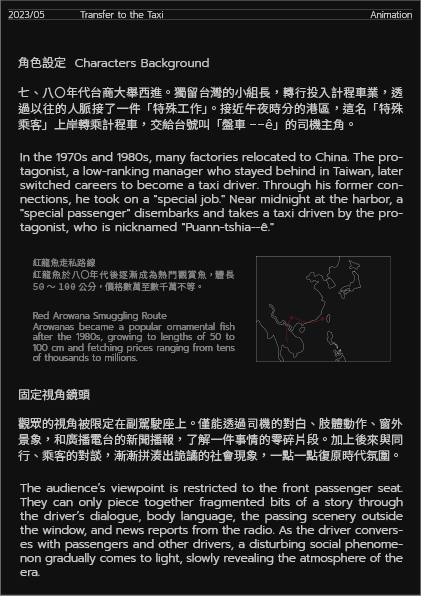 2023/05 Transfer to the Taxi Animation
角色設定 Characters Background
七、八〇年代台商大舉西進。獨留台灣的小組長，轉行投入計程車業，透
過以往的人脈接了一件「特殊工作」。接近午夜時分的港區，這名「特殊
乘客」上岸轉乘計程車，交給台號叫「盤車 --ê」的司機主角。
In the 1970s and 1980s, many factories relocated to China. The pro-
tagonist, a low-ranking manager who stayed behind in Taiwan, later
switched careers to become a taxi driver. Through his former con-
nections, he took on a "special job." Near midnight at the harbor, a
"special passenger" disembarks and takes a taxi driven by the pro-
tagonist, who is nicknamed "Puann-tshia--ê."
紅龍魚走私路線
紅龍魚於八〇年代後逐漸成為熱門觀賞魚，體長
50 ～ 100 公分，價格數萬至數千萬不等。
Red Arowana Smuggling Route
Arowanas became a popular ornamental fish
after the 1980s, growing to lengths of 50 to
100 cm and fetching prices ranging from tens
of thousands to millions.
固定視角鏡頭
觀眾的視角被限定在副駕駛座上。僅能透過司機的對白、肢體動作、窗外
景象，和廣播電台的新聞播報，了解一件事情的零碎片段。加上後來與同
行、乘客的對談，漸漸拼湊出詭譎的社會現象，一點一點復原時代氛圍。
The audience's viewpoint is restricted to the front passenger seat.
They can only piece together fragmented bits of a story through
the driver's dialogue, body language, the passing scenery outside
the window, and news reports from the radio. As the driver convers-
es with passengers and other drivers, a disturbing social phenome-
non gradually comes to light, slowly revealing the atmosphere of the
era.